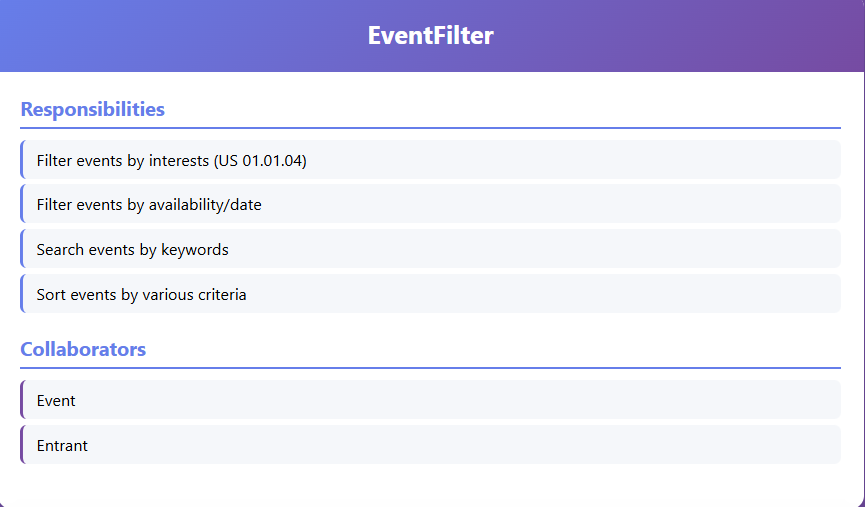 EventFilter
Responsibilities
Filter events by interests (US 01.01.04)
Filter events by availability/date
Search events by keywords
Sort events by various criteria
Collaborators
Event
Entrant